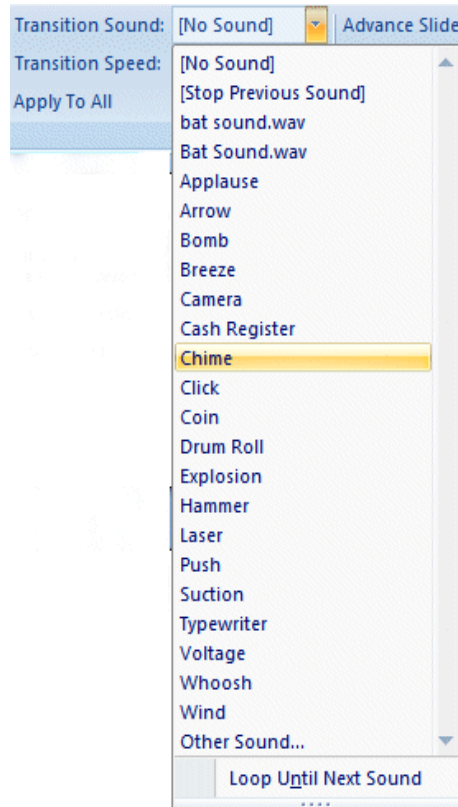 Transition Sound: [No Sound] Advance Slide
Transition Speed:
Apply To All
[No Sound]
[Stop Previous Sound]
bat sound.wav
Bat Sound.wav
Applause
Arrow
Bomb
Breeze
Camera
Cash Register
Chime
Click
Coin
Drum Roll
Explosion
Hammer
Laser
Push
Suction
Typewriter
Voltage
Whoosh
Wind
Other Sound...
Loop Until Next Sound